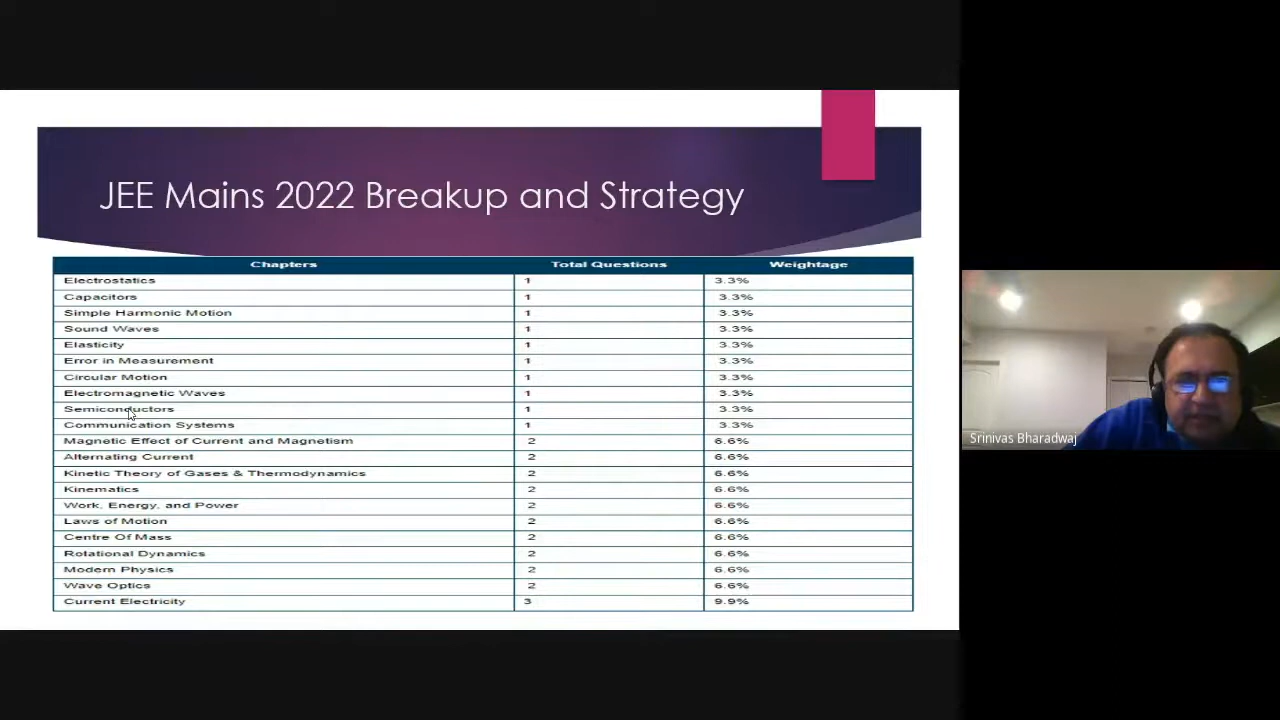 JEE Mains 2022 Breakup and Strategy
Chapters Total Questions Weightage
Electrostatics 1 3.3%
Capacitors 1 3.3%
Simple Harmonic Motion 1 3.3%
Sound Waves 1 3.3%
Elasticity 1 3.3%
Error in Measurement 1 3.3%
Circular Motion 1 3.3%
Electromagnetic Waves 1 3.3%
Semiconductors 1 3.3%
Communication Systems 1 3.3%
Magnetic Effect of Current and Magnetism 2 6.6%
Alternating Current 2 6.6%
Kinetic Theory of Gases & Thermodynamics 2 6.6%
Kinematics 2 6.6%
Work, Energy, and Power 2 6.6%
Laws of Motion 2 6.6%
Centre Of Mass 2 6.6%
Rotational Dynamics 2 6.6%
Modern Physics 2 6.6%
Wave Optics 2 6.6%
Current Electricity 3 9.9%
Srinivas Bharadwaj